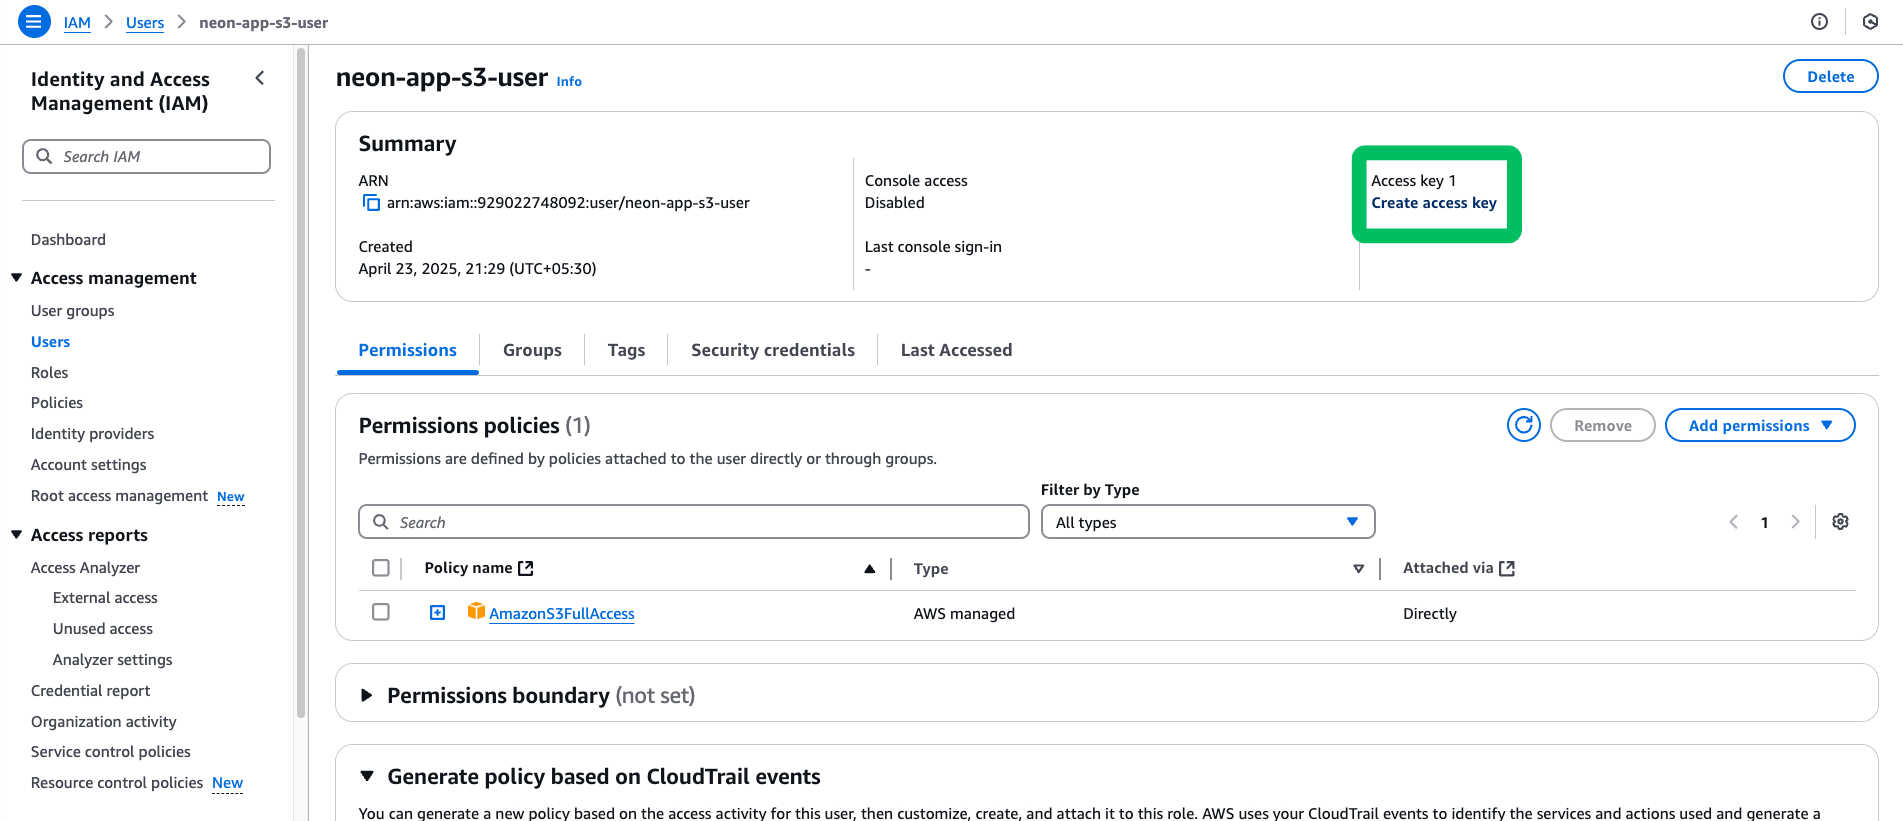 IAM > Users > neon-app-s3-user
Identity and Access
Management (IAM)
Search IAM
Dashboard
Access management
User groups
Users
Roles
Policies
Identity providers
Account settings
Root access management New
Access reports
Access Analyzer
External access
Unused access
Analyzer settings
Credential report
Organization activity
Service control policies
Resource control policies New
neon-app-s3-user Info
Delete
Summary
ARN
arn:aws:iam::929022748092:user/neon-app-s3-user
Created
April 23, 2025, 21:29 (UTC+05:30)
Console access
Disabled
Last console sign-in
-
Access key 1
Create access key
Permissions
Groups
Tags
Security credentials
Last Accessed
Permissions policies (1)
Remove
Add permissions
Permissions are defined by policies attached to the user directly or through groups.
Filter by Type
Search
All types
1
Policy name
Type
Attached via
AmazonS3FullAccess
AWS managed
Directly
Permissions boundary (not set)
Generate policy based on CloudTrail events
You can generate a new policy based on the access activity for this user, then customize, create, and attach it to this role. AWS uses your CloudTrail events to identify the services and actions used and generate a